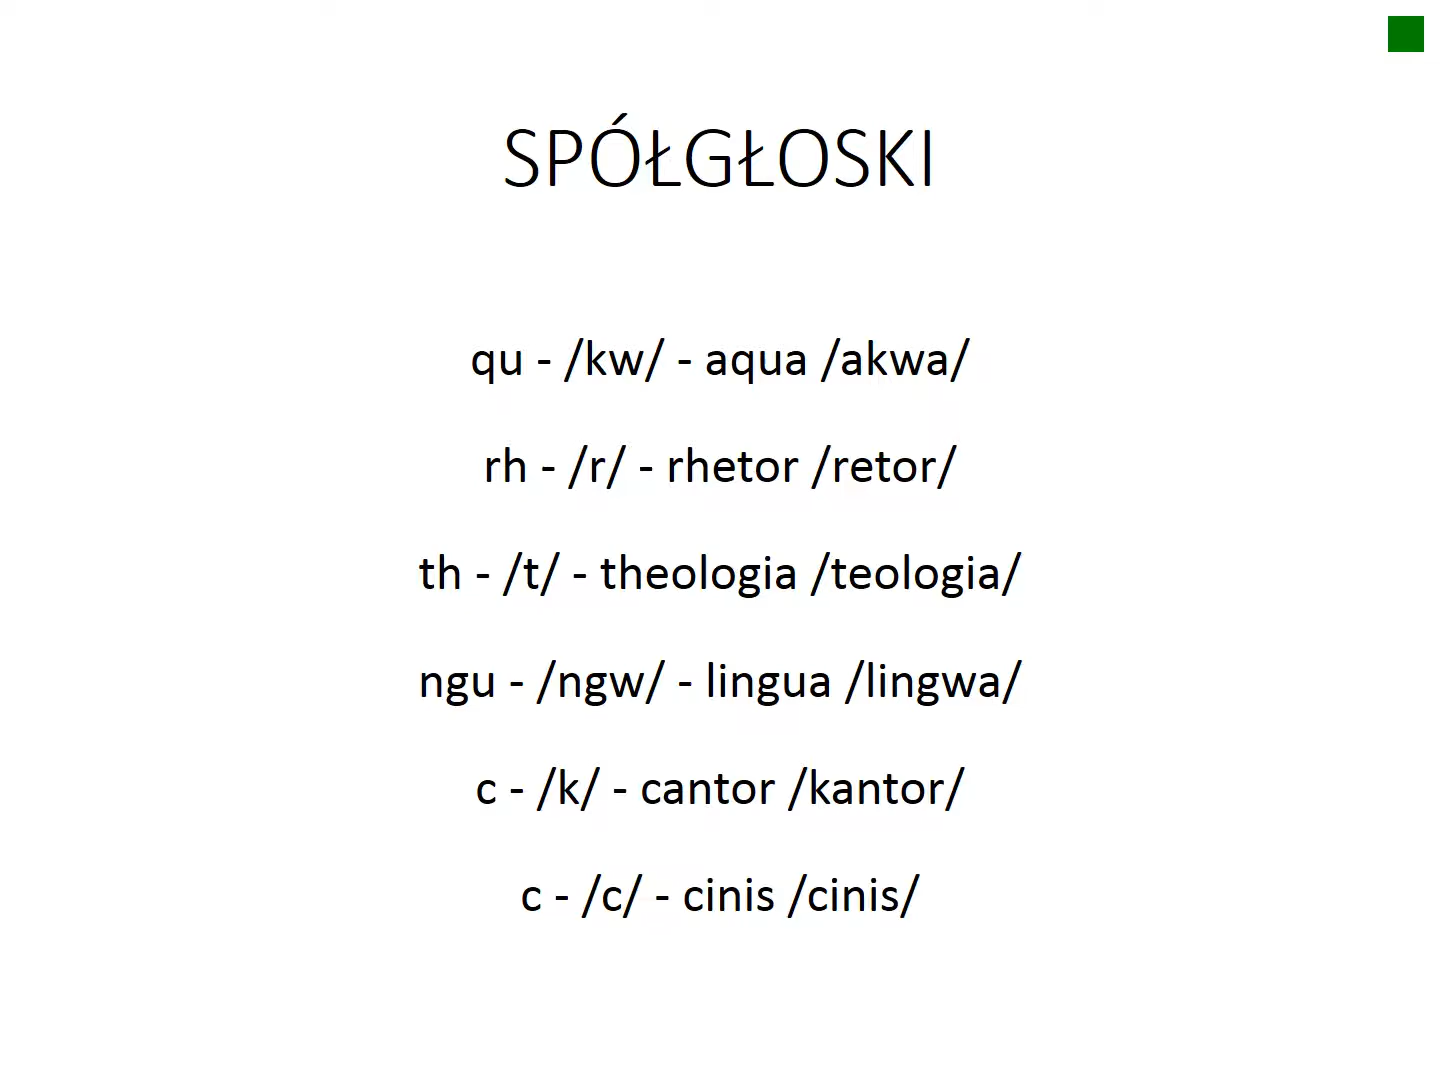 SPÓŁGŁOSKI
qu - /kw/ - aqua /akwa/
rh - /r/ - rhetor /retor/
th - /t/ - theologia /teologia/
ngu - /ngw/ - lingua /lingwa/
c - /k/ - cantor /kantor/
c - /c/ - cinis /cinis/